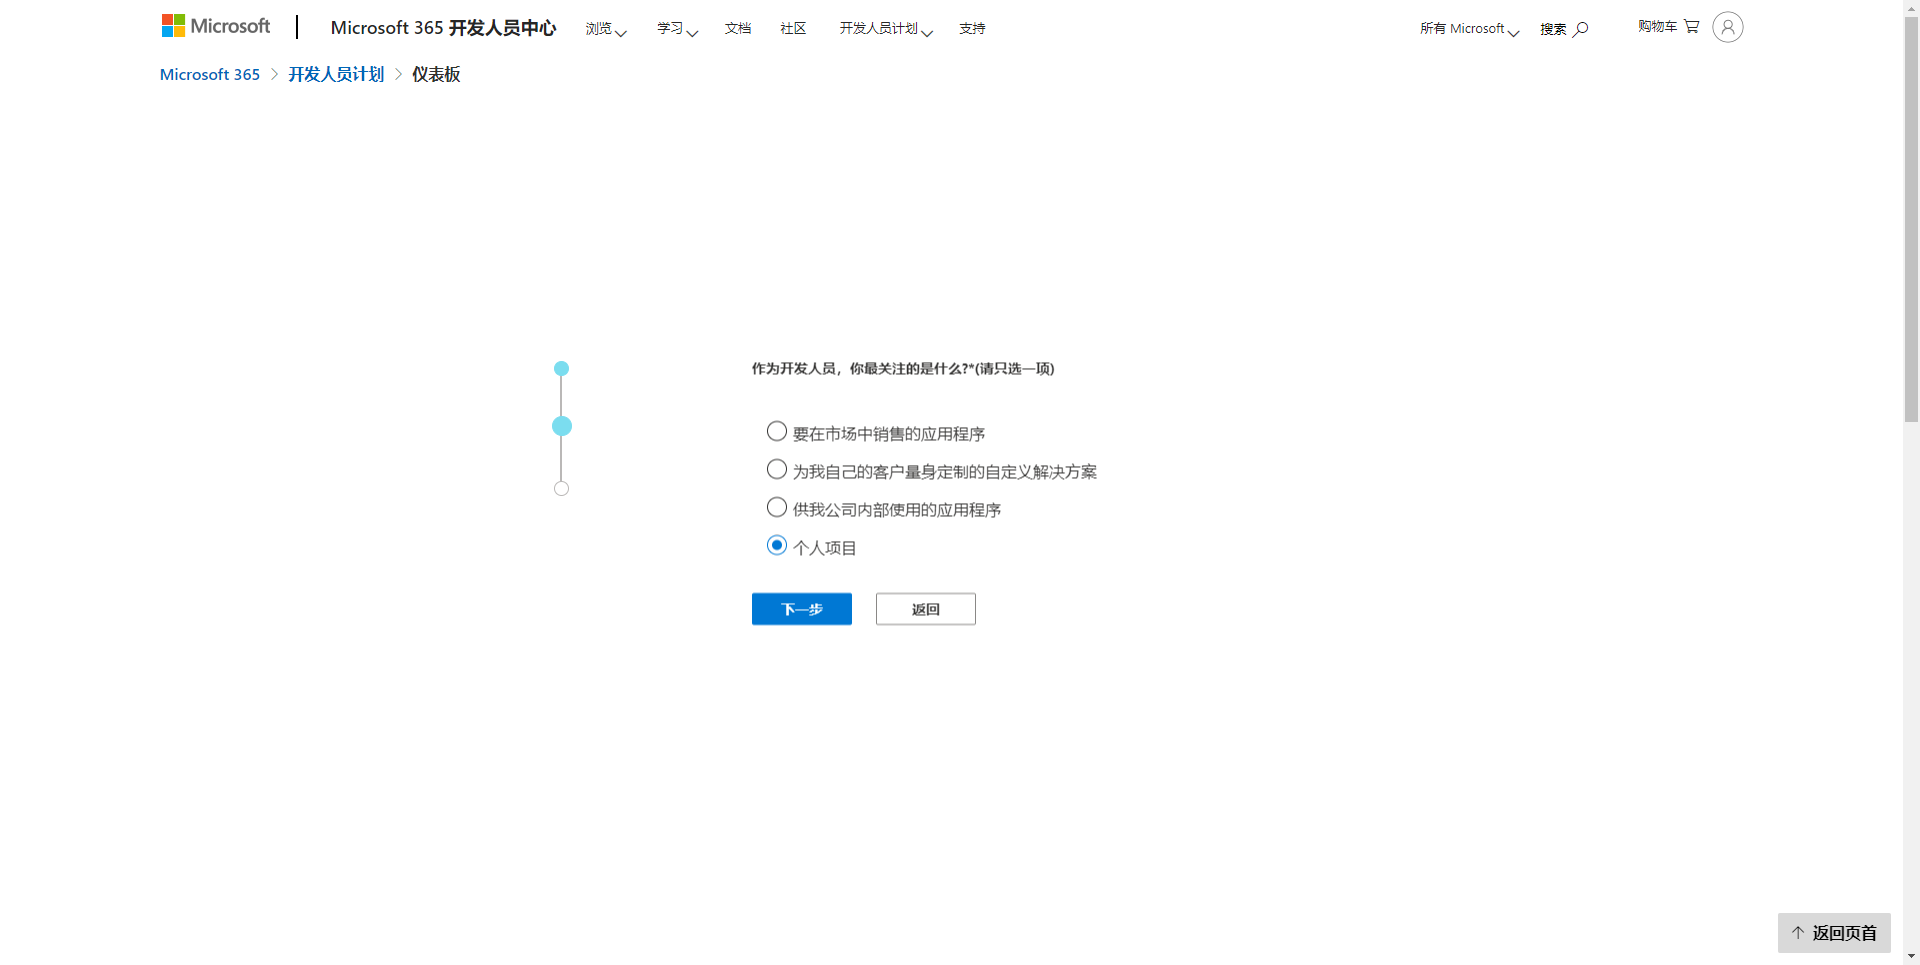 Microsoft
Microsoft 365 开发人员中心
浏览
学习
文档
社区
开发人员计划
支持
所有 Microsoft
搜索
购物车
Microsoft 365
开发人员计划
仪表板
作为开发人员，你最关注的是什么?*(请只选一项)
要在市场中销售的应用程序
为我自己的客户量身定制的自定义解决方案
供我公司内部使用的应用程序
个人项目
下一步
返回
返回页首